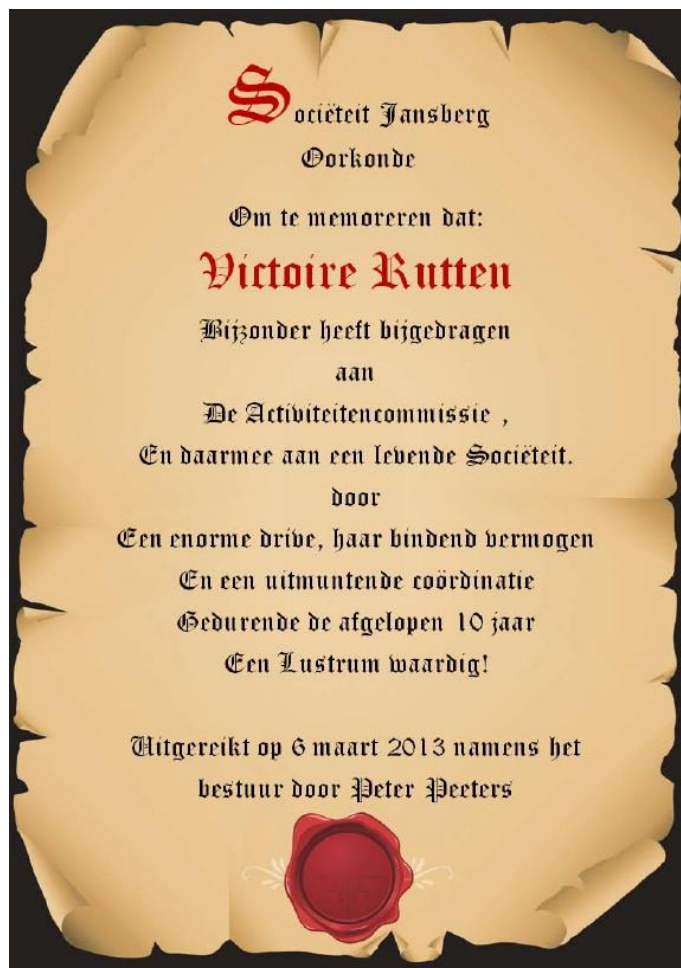 Sociëteit Jansberg
Oorkonde
Om te memoreren dat:
Victoire Rutten
Bijzonder heeft bijgedragen
aan
De Activiteitencommissie ,
En daarmee aan een levende Sociëteit.
door
Een enorme drive, haar bindend vermogen
En een uitmuntende coördinatie
Gedurende de afgelopen 10 jaar
Een Lustrum waardig!
Uitgereikt op 6 maart 2013 namens het
bestuur door Peter Peeters